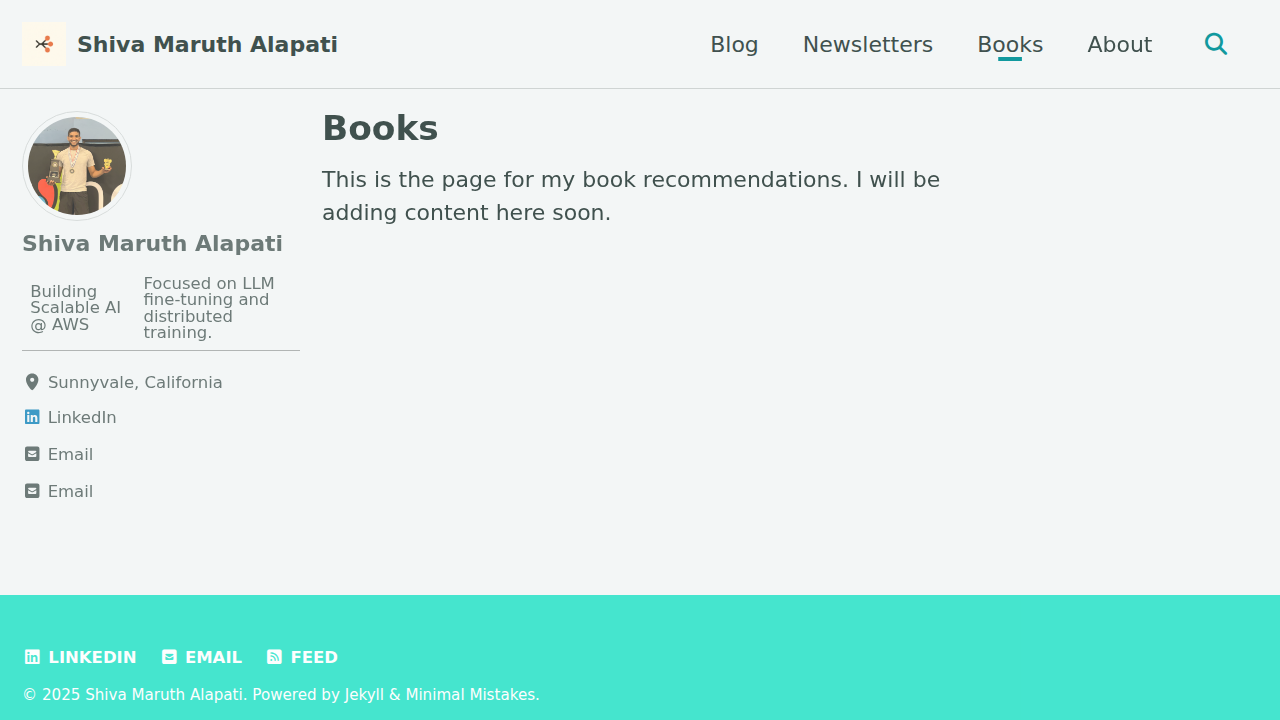 Shiva Maruth Alapati
Blog
Newsletters
Books
About
Books
This is the page for my book recommendations. I will be
adding content here soon.
Shiva Maruth Alapati
Building
Scalable AI
@ AWS
Focused on LLM
fine-tuning and
distributed
training.
Sunnyvale, California
LinkedIn
Email
Email
LINKEDIN
EMAIL
FEED
© 2025 Shiva Maruth Alapati. Powered by Jekyll & Minimal Mistakes.